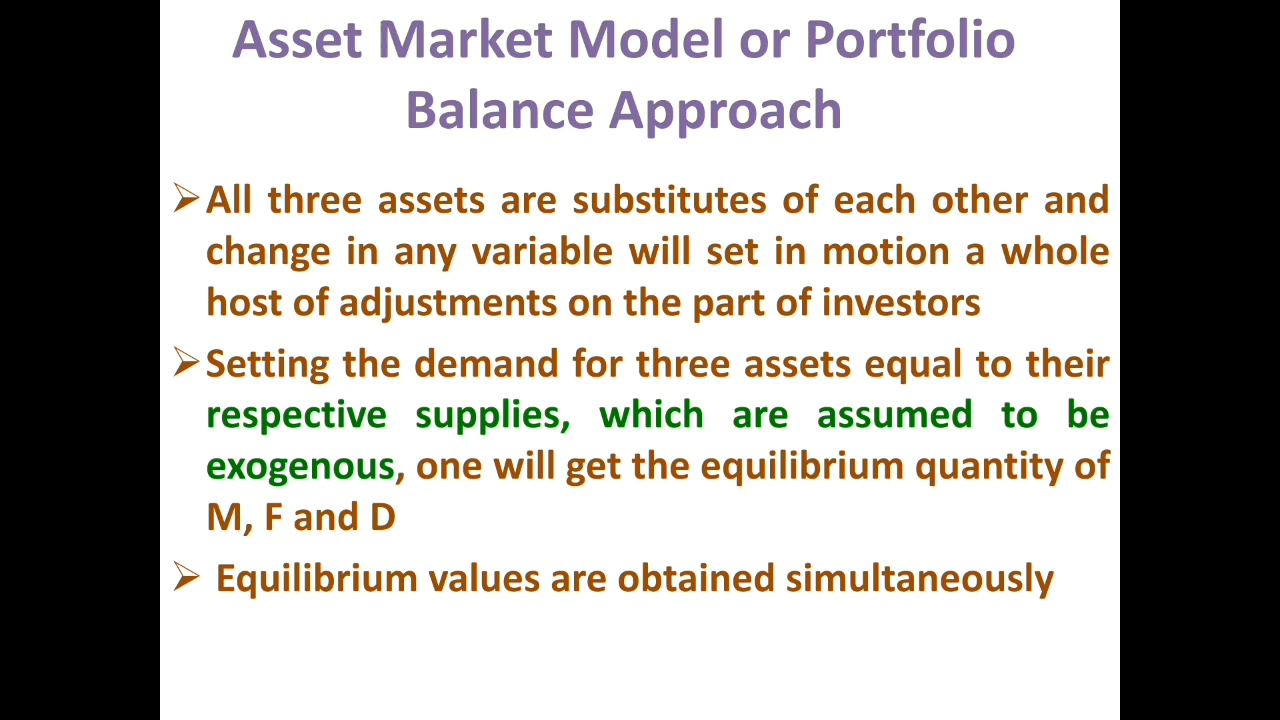 Asset Market Model or Portfolio
Balance Approach
➢All three assets are substitutes of each other and
change in any variable will set in motion a whole
host of adjustments on the part of investors
➢Setting the demand for three assets equal to their
respective supplies, which are assumed to be
exogenous, one will get the equilibrium quantity of
M, F and D
➢ Equilibrium values are obtained simultaneously